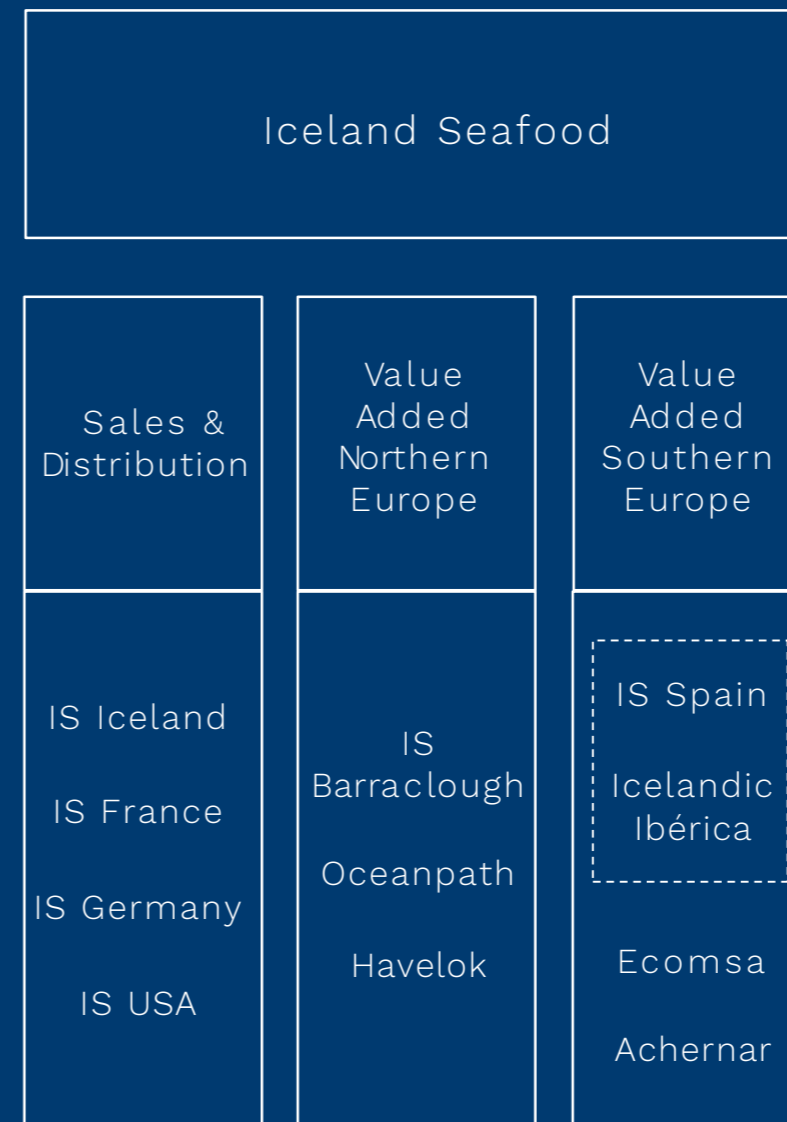 Iceland Seafood
Sales &
Distribution
Value
Added
Northern
Europe
Value
Added
Southern
Europe
IS Iceland
IS France
IS Germany
IS USA
IS
Barraclough
Oceanpath
Havelok
IS Spain
Icelandic
Ibérica
Ecomsa
Achernar